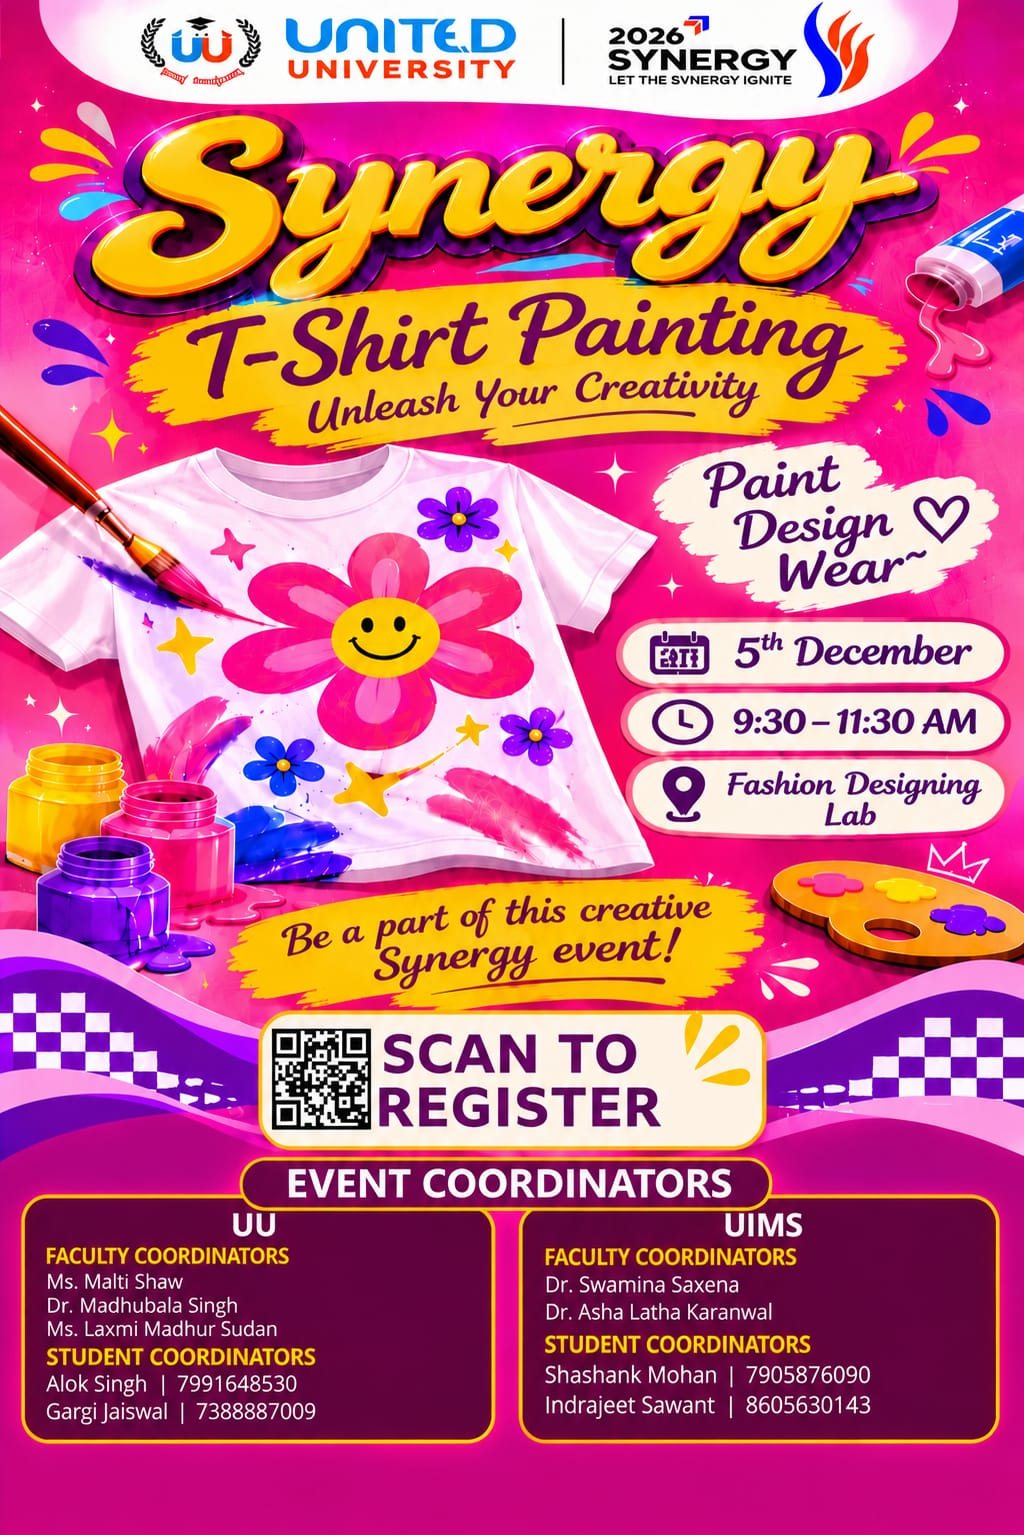 UU
UNITED
UNIVERSITY
2026
SYNERGY
LET THE SYNERGY IGNITE
Synergy
T-Shirt Painting
Unleash Your Creativity
Paint
Design
Wear~
5th December
9:30 – 11:30 AM
Fashion Designing
Lab
Be a part of this creative
Synergy event!
SCAN TO
REGISTER
EVENT COORDINATORS
UU
FACULTY COORDINATORS
Ms. Malti Shaw
Dr. Madhubala Singh
Ms. Laxmi Madhur Sudan
STUDENT COORDINATORS
Alok Singh | 7991648530
Gargi Jaiswal | 7388887009
UIMS
FACULTY COORDINATORS
Dr. Swamina Saxena
Dr. Asha Latha Karanwal
STUDENT COORDINATORS
Shashank Mohan | 7905876090
Indrajeet Sawant | 8605630143